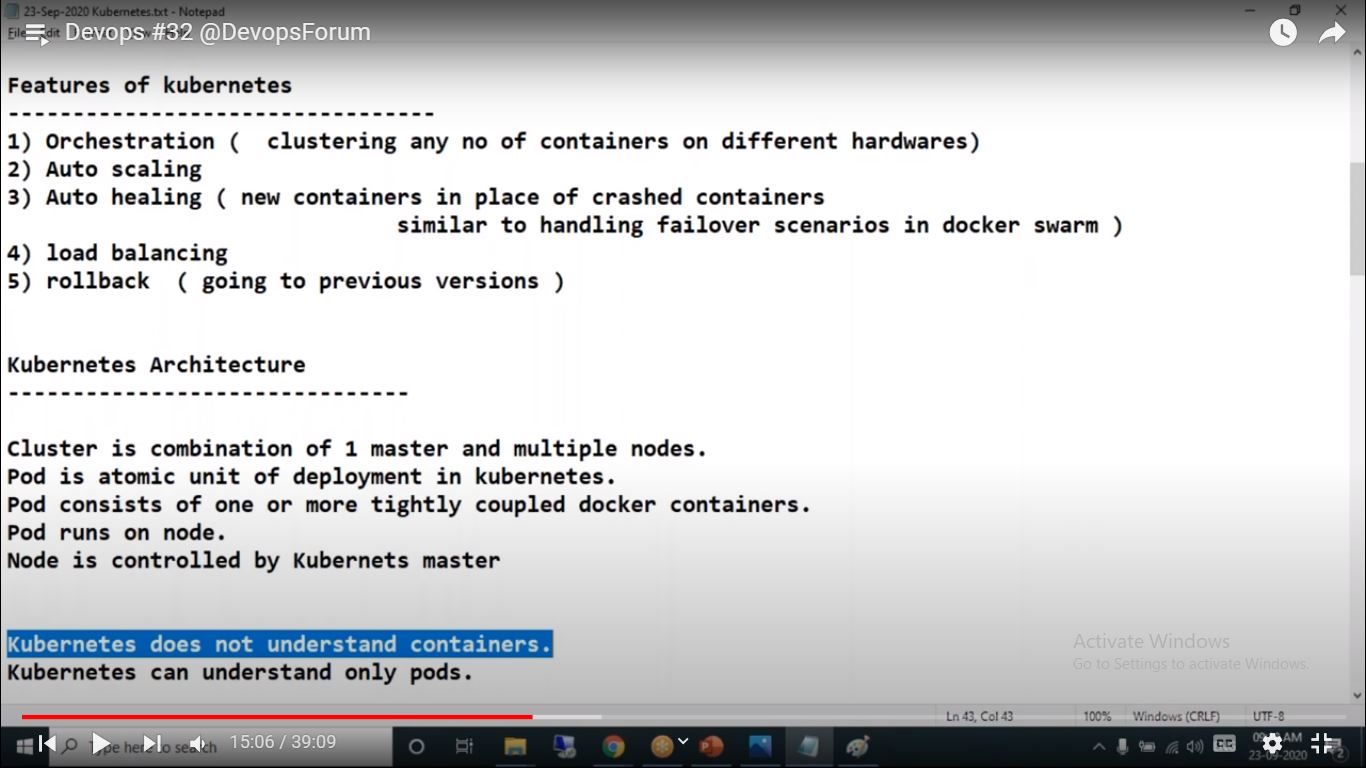 23-Sep-2020 Kubernetes.txt - Notepad
Devops #32 @DevopsForum
Features of kubernetes
---------------------------------
1) Orchestration (  clustering any no of containers on different hardwares)
2) Auto scaling
3) Auto healing ( new containers in place of crashed containers
similar to handling failover scenarios in docker swarm )
4) load balancing
5) rollback  ( going to previous versions )
Kubernetes Architecture
-------------------------------
Cluster is combination of 1 master and multiple nodes.
Pod is atomic unit of deployment in kubernetes.
Pod consists of one or more tightly coupled docker containers.
Pod runs on node.
Node is controlled by Kubernets master
Kubernetes does not understand containers.
Kubernetes can understand only pods.
Activate Windows
Go to Settings to activate Windows.
Ln 43, Col 43 100% Windows (CRLF) UTF-8
15:06 / 39:09
here to search
CC
AM
23-09-2020
2